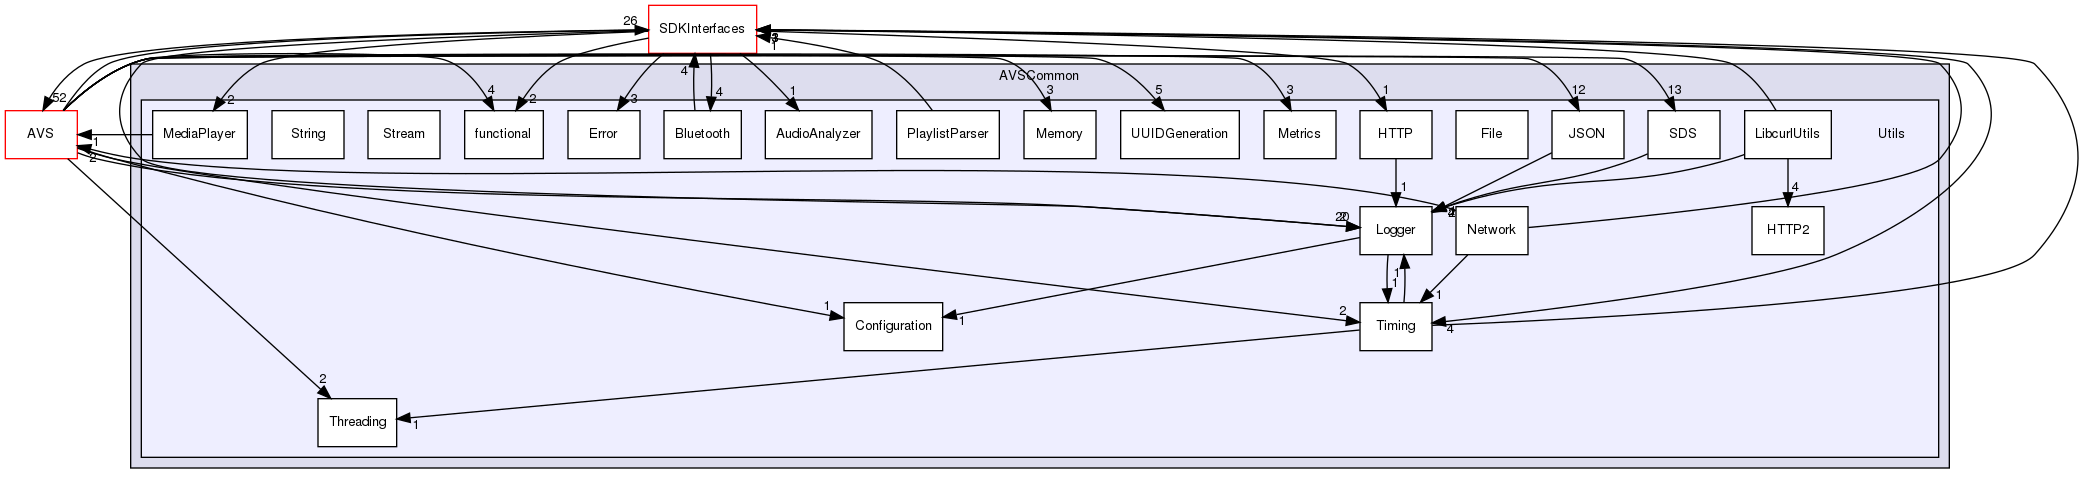 26
SDKInterfaces
1
52
4
AVSCommon
2
4
2
3
4
1
3
5
3
1
12
13
AVS
MediaPlayer
String
Stream
functional
Error
Bluetooth
AudioAnalyzer
PlaylistParser
Memory
UUIDGeneration
Metrics
HTTP
File
JSON
SDS
LibcurlUtils
Utils
1
2
1
4
20
Logger
Network
HTTP2
1
1
1
1
2
Configuration
1
Timing
4
2
Threading
1